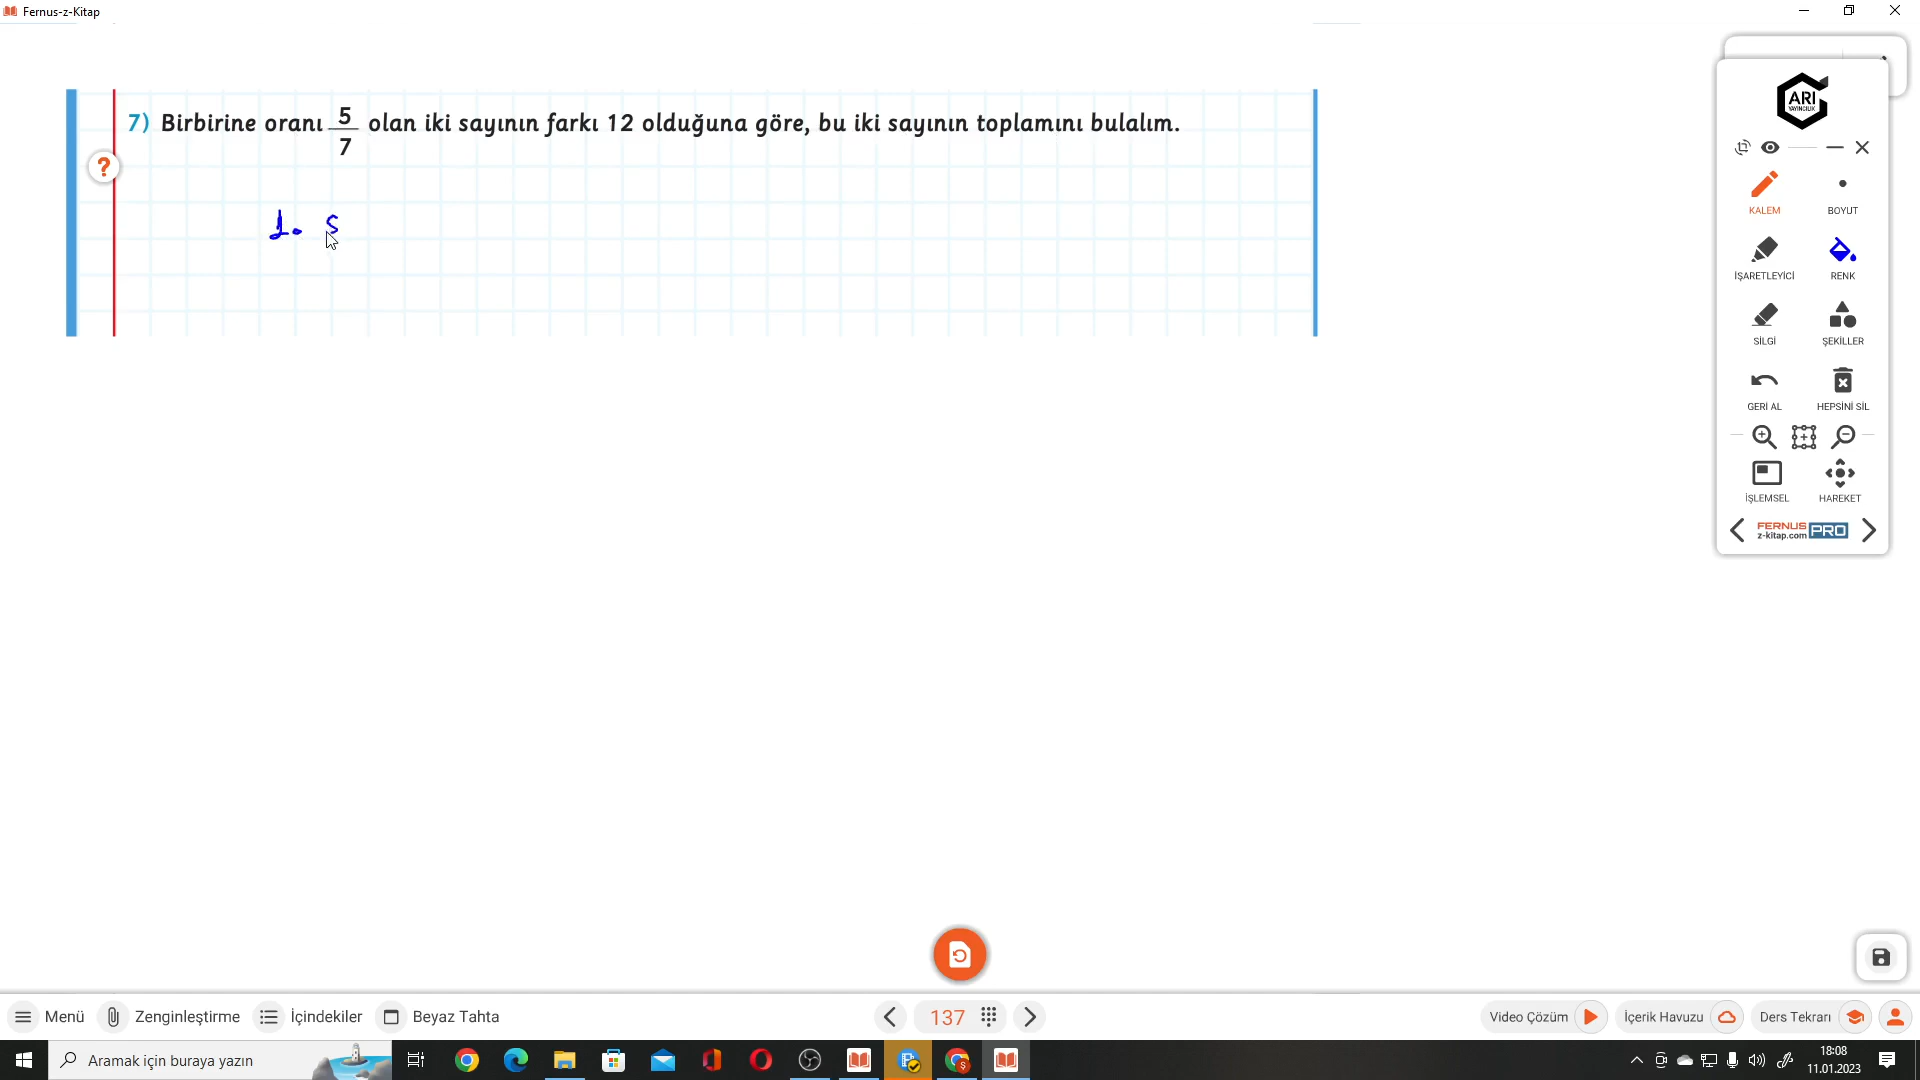 Fernus-z-Kitap
7) Birbirine oranı 5/7 olan iki sayının farkı 12 olduğuna göre, bu iki sayının toplamını bulalım.
?
1. s
ARI
YAYINCILIK
KALEM
BOYUT
İŞARETLEYİCİ
RENK
SİLGİ
ŞEKİLLER
GERİ AL
HEPSİNİ SİL
İŞLEMSEL
HAREKET
FERNUS
z-kitap.com PRO
Menü
Zenginleştirme
İçindekiler
Beyaz Tahta
137
Video Çözüm
İçerik Havuzu
Ders Tekrarı
Aramak için buraya yazın
18:08
11.01.2023